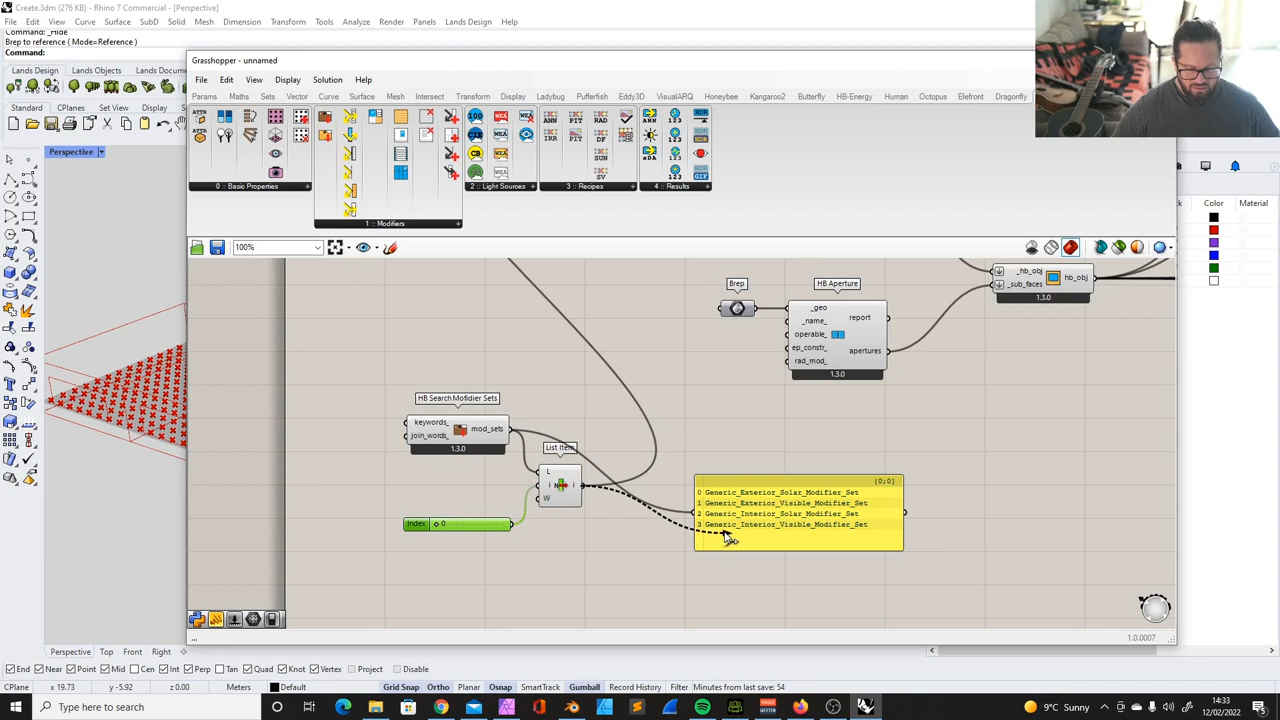 Create.3dm (276 KB) - Rhino 7 Commercial - [Perspective]
File Edit View Curve Surface SubD Solid Mesh Dimension Transform Tools Analyze Render Panels Lands Design Help
Command: _Hide
Brep to reference ( Mode=Reference )
Command:
Lands Design Lands Objects Lands Docume
Standard CPlanes Set View Display
Perspective
Grasshopper - unnamed
File Edit View Display Solution Help
Params Maths Sets Vector Curve Surface Mesh Intersect Transform Display Ladybug Pufferfish Eddy3D VisualARQ Honeybee Kangaroo2 Butterfly HB-Energy Human Octopus Elefront Dragonfly
0 :: Basic Properties
1 :: Modifiers
2 :: Light Sources
3 :: Recipes
4 :: Results
100%
Color Material
_hb_obj
_sub_faces
hb_obj
1.3.0
Brep
HB Aperture
_geo
_name_
operable_
ep_constr_
rad_mod_
report
apertures
1.3.0
HB Search Mofidier Sets
keywords_
join_words_
mod_sets
1.3.0
List Item
L
i
W
i
Index 0
{0;0}
0 Generic_Exterior_Solar_Modifier_Set
1 Generic_Exterior_Visible_Modifier_Set
2 Generic_Interior_Solar_Modifier_Set
3 Generic_Interior_Visible_Modifier_Set
...
1.0.0007
Perspective Top Front Right
End Near Point Mid Cen Int Perp Tan Quad Knot Vertex Project Disable
CPlane x 19.73 y -5.92 z 0.00 Meters Default Grid Snap Ortho Planar Osnap SmartTrack Gumball Record History Filter Minutes from last save: 54
Type here to search
9°C Sunny
14:33
12/02/2022